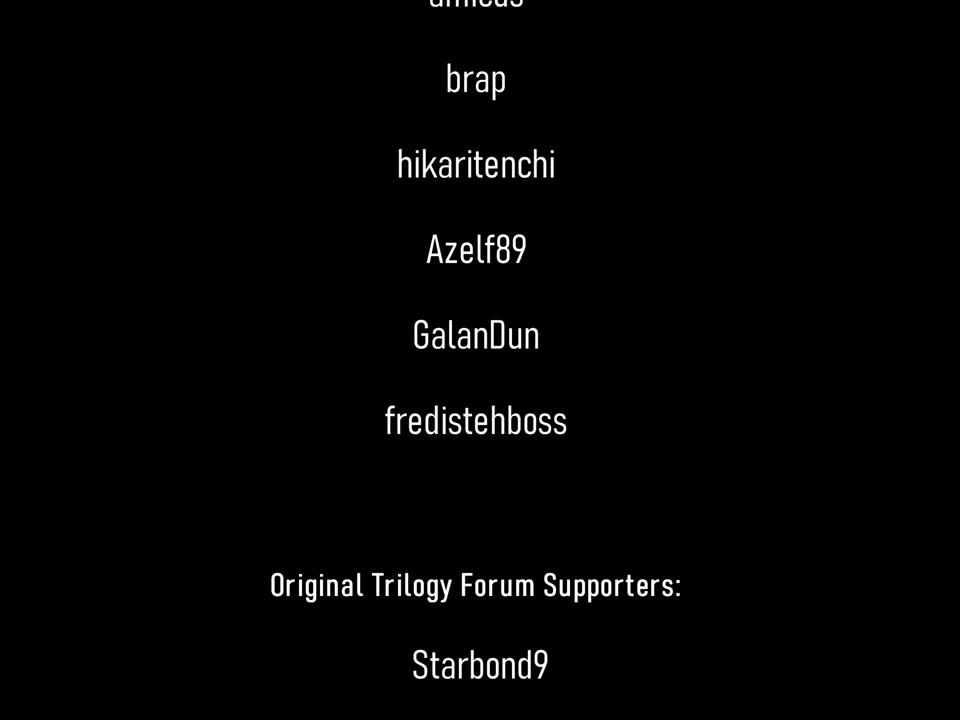 brap
hikaritenchi
Azelf89
GalanDun
fredistehboss
Original Trilogy Forum Supporters:
Starbond9